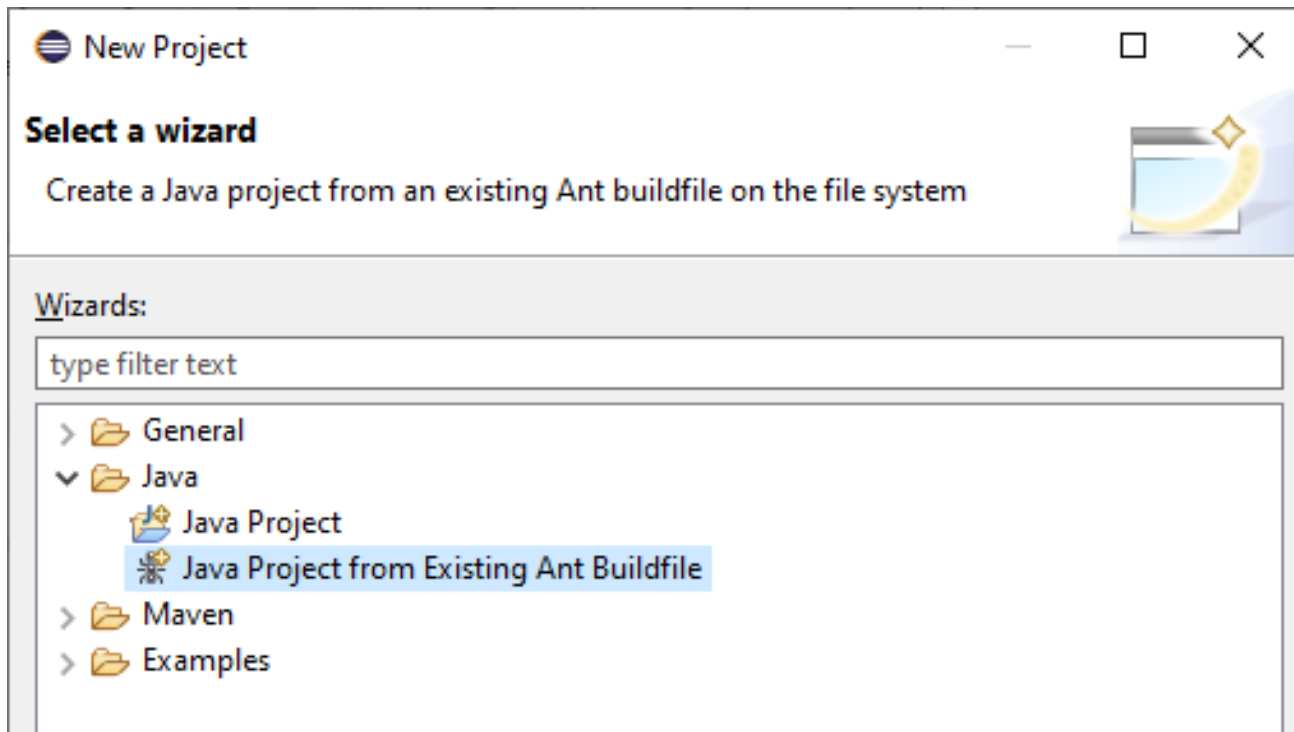 New Project
Select a wizard
Create a Java project from an existing Ant buildfile on the file system
Wizards:
type filter text
General
Java
Java Project
Java Project from Existing Ant Buildfile
Maven
Examples